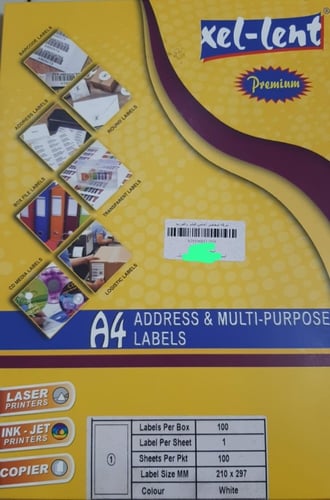 xel-lent
Premium
BARCODE LABELS
ROUND LABELS
ADDRESS LABELS
TRANSPARENTY LABELS
BOX FILE LABELS
LOGISTIC LABELS
CD MEDIA LABELS
A4 ADDRESS & MULTI-PURPOSE
LABELS
LASER
PRINTERS
INK - JET
PRINTERS
COPIER
1
Labels Per Box 100
Label Per Sheet 1
Sheets Per Pkt 100
Label Size MM 210 x 297
Colour White